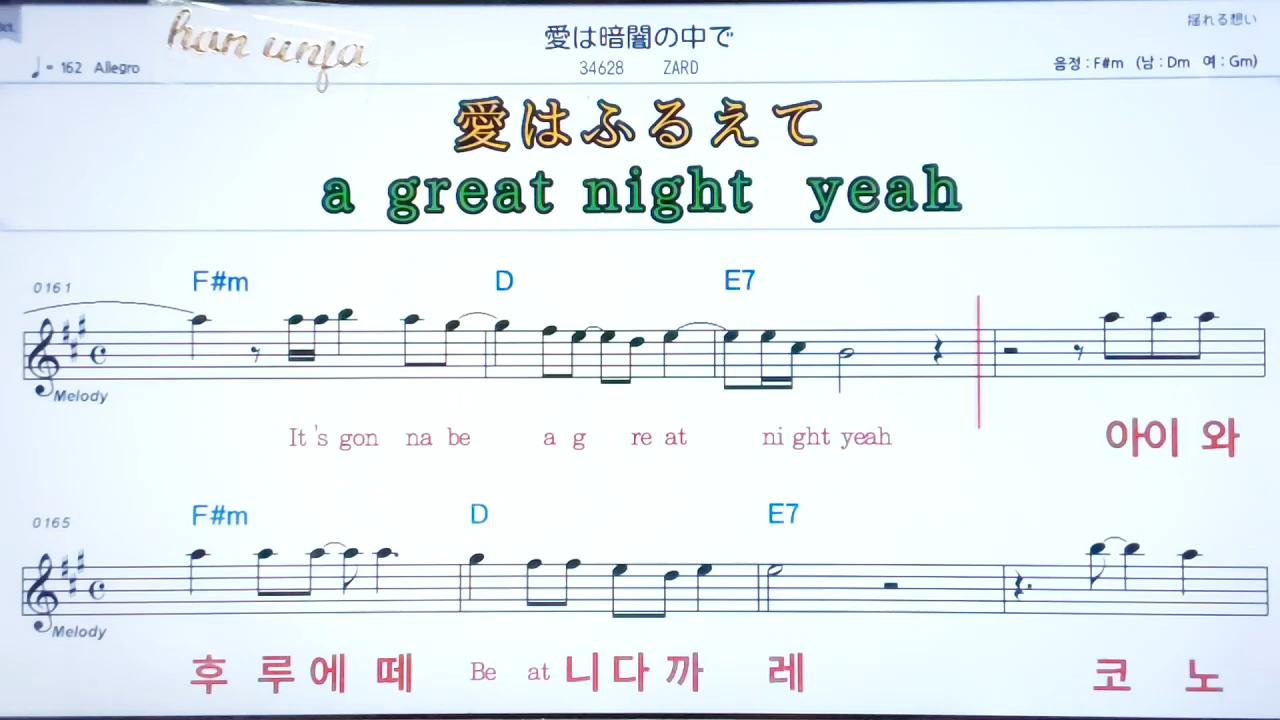 han unfa
愛は暗闇の中で
揺れる想い
♩= 162 Allegro
34628 ZARD
음정 : F#m (남 : Dm 여 : Gm)
愛はふるえて
a great night yeah
0161 F#m D E7
Melody
It's gon na be a g re at ni ght yeah 아이 와
0165 F#m D E7
Melody
후 루에 떼 Be at 니다 까 레 코 노